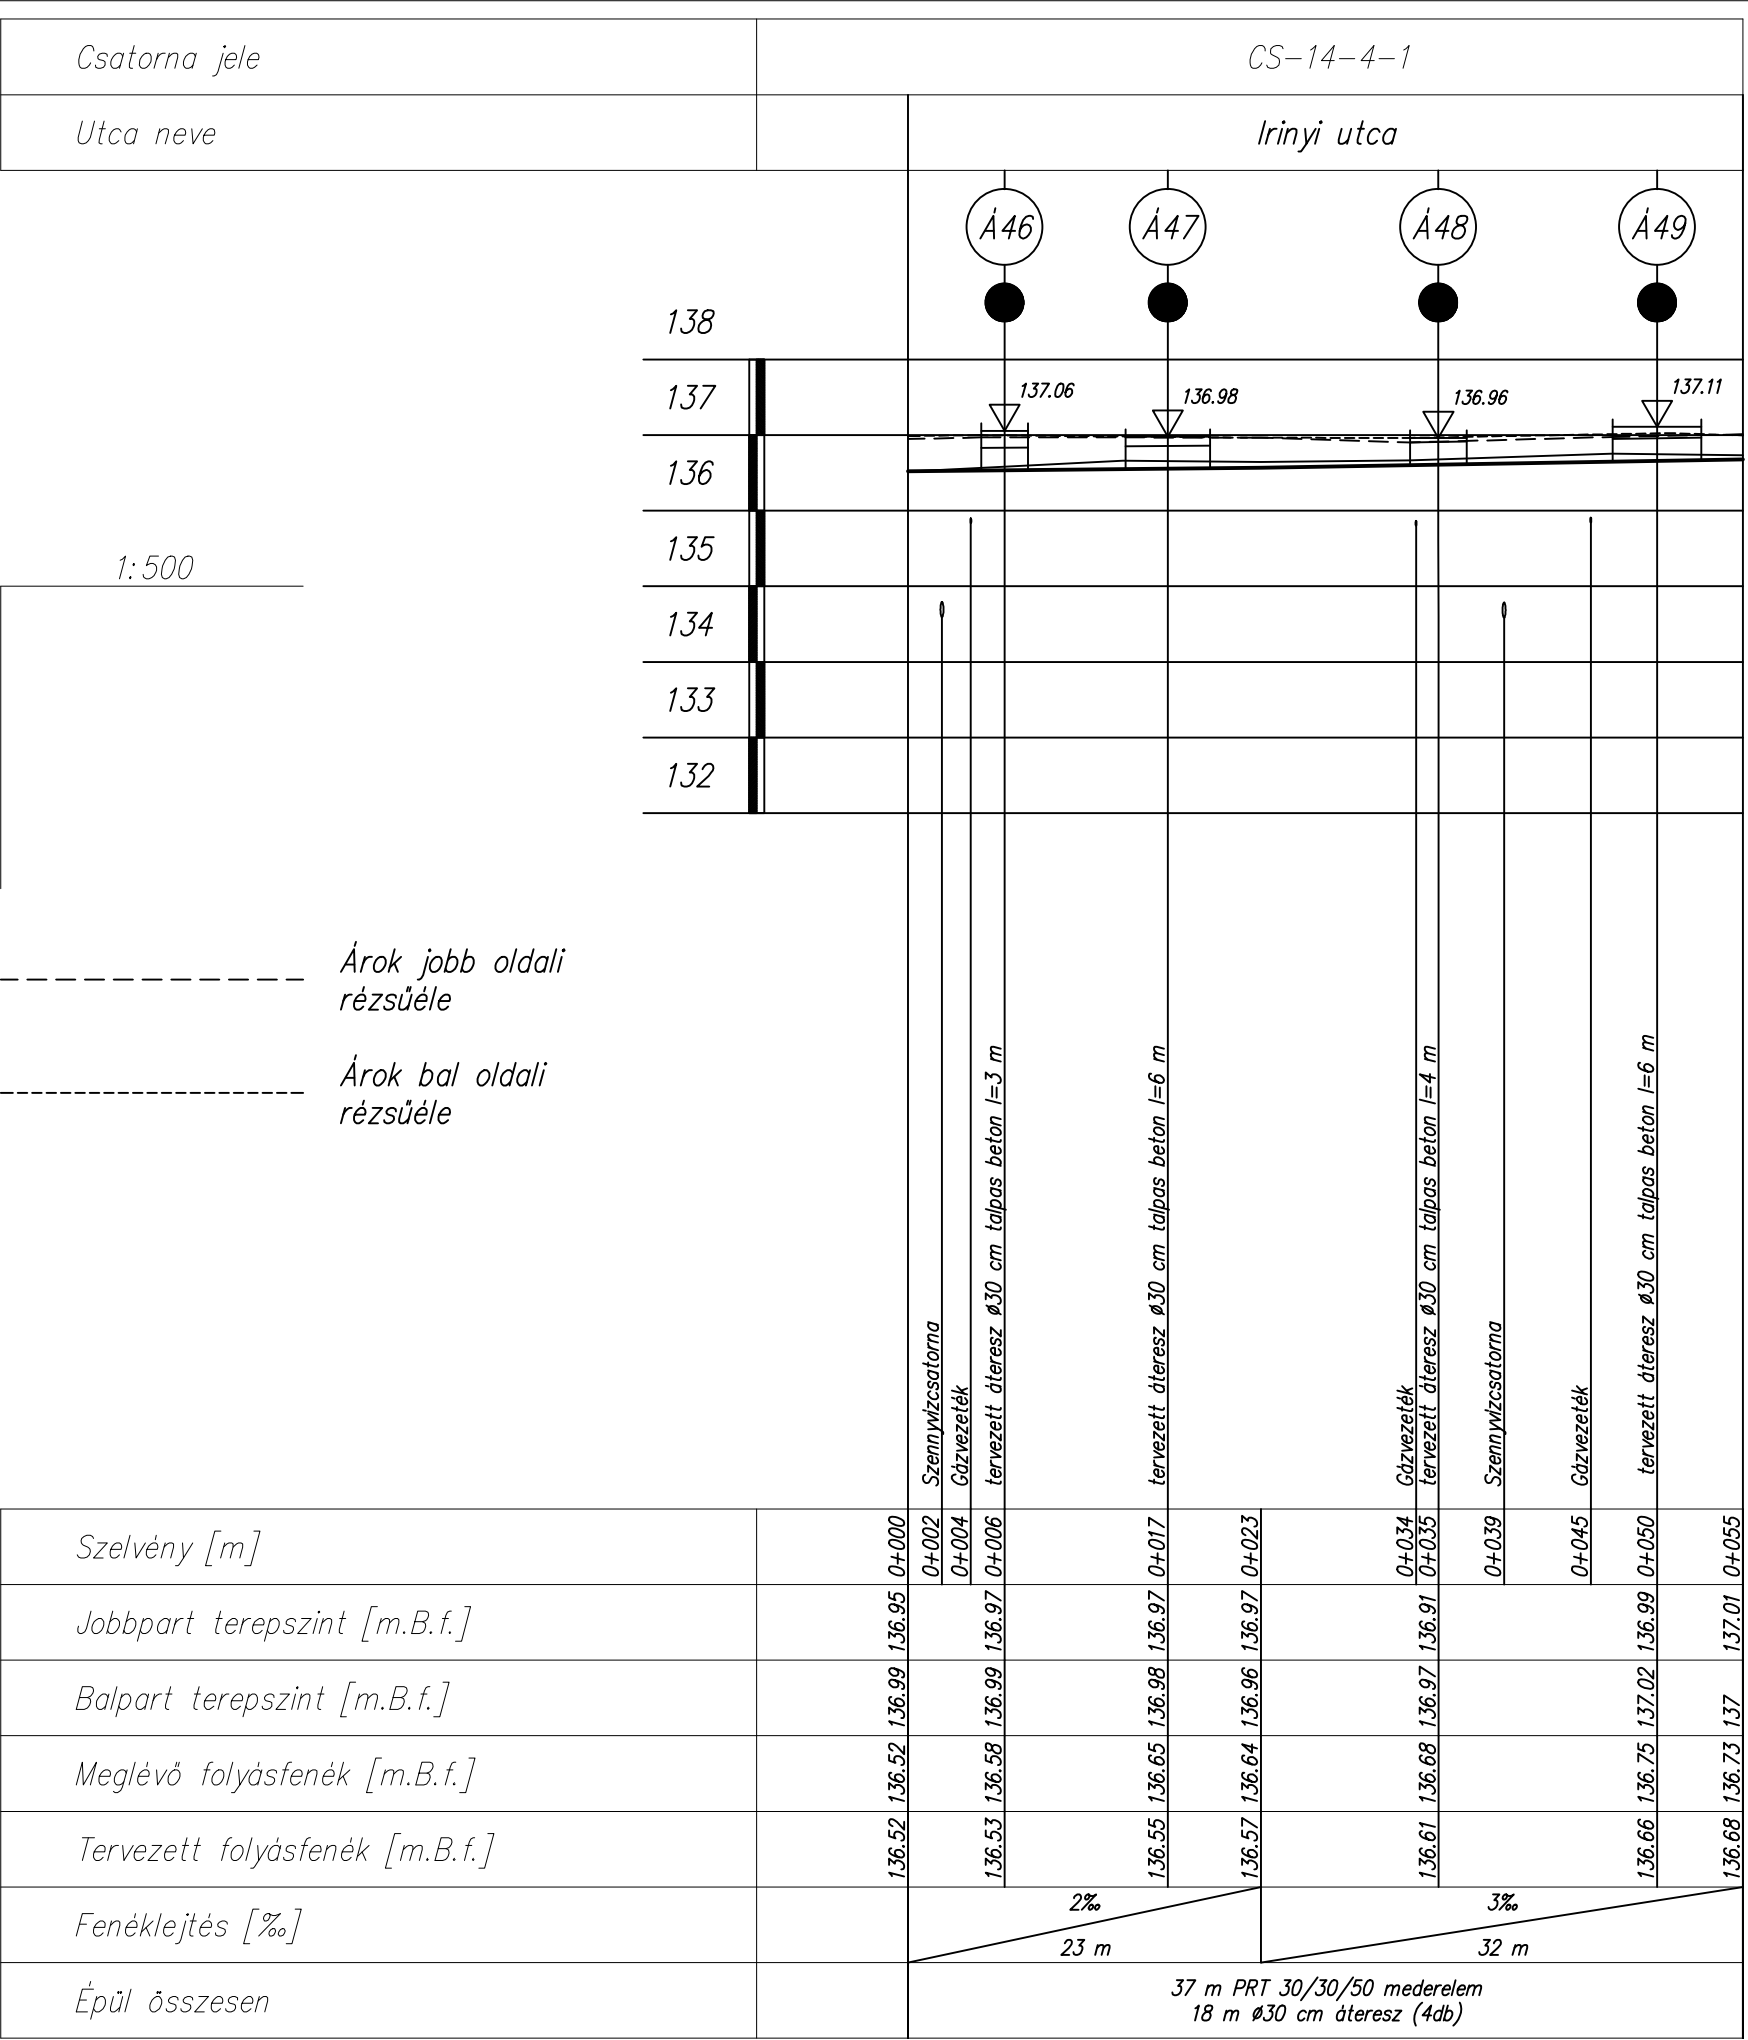 Csatorna jele
CS-14-4-1
Utca neve
Irinyi utca
Á46
Á47
Á48
Á49
138
137
136
135
134
133
132
137.06
136.98
136.96
137.11
1:500
Árok jobb oldali
rézsűéle
Árok bal oldali
rézsűéle
Szennyvízcsatorna
Gázvezeték
tervezett áteresz ø30 cm talpas beton l=3 m
tervezett áteresz ø30 cm talpas beton l=6 m
Gázvezeték
tervezett áteresz ø30 cm talpas beton l=4 m
Szennyvízcsatorna
Gázvezeték
tervezett áteresz ø30 cm talpas beton l=6 m
Szelvény [m]
0+000
0+002
0+004
0+006
0+017
0+023
0+034
0+035
0+039
0+045
0+050
0+055
Jobbpart terepszint [m.B.f.]
136.95
136.97
136.97
136.97
136.91
136.99
137.01
Balpart terepszint [m.B.f.]
136.99
136.99
136.98
136.96
136.97
137.02
137
Meglévő folyásfenék [m.B.f.]
136.52
136.58
136.65
136.64
136.68
136.75
136.73
Tervezett folyásfenék [m.B.f.]
136.52
136.53
136.55
136.57
136.61
136.66
136.68
Fenéklejtés [‰]
2‰
23 m
3‰
32 m
Épül összesen
37 m PRT 30/30/50 mederelem
18 m ø30 cm áteresz (4db)